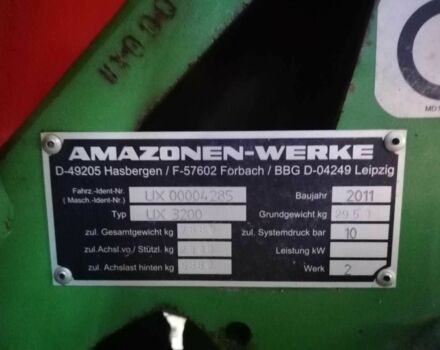 AMAZONEN-WERKE
D-49205 Hasbergen / F-57602 Forbach / BBG D-04249 Leipzig
Fahrz.-Ident-Nr. UX 00004285 Baujahr 2011
( Masch.-Ident-Nr.)
Typ UX 3200 Grundgewicht kg
zul. Gesamtgewicht kg zul. Systemdruck bar 10
zul. Achsl.vo./ Stützl. kg Leistung kW
zul. Achslast hinten kg Werk 2